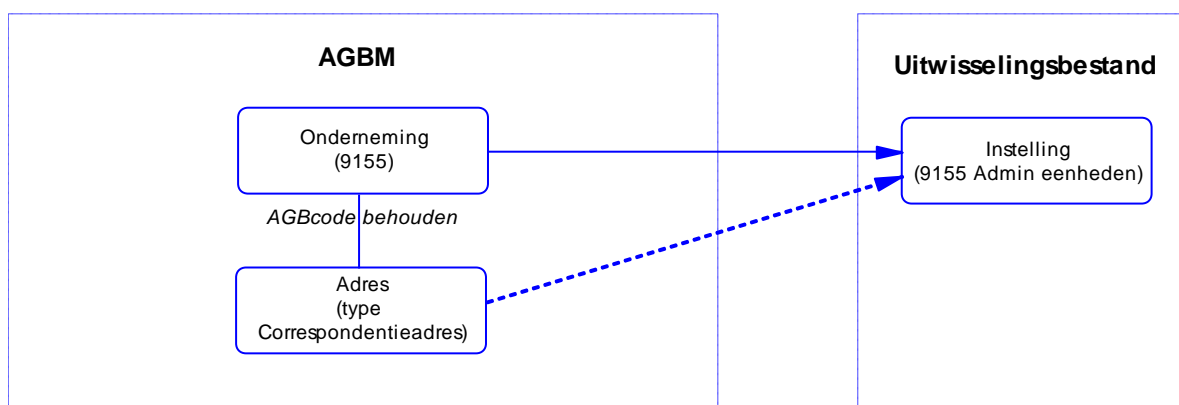 AGBM
Onderneming
(9155)
AGBcode behouden
Adres
(type
Correspondentieadres)
Uitwisselingsbestand
Instelling
(9155 Admin eenheden)